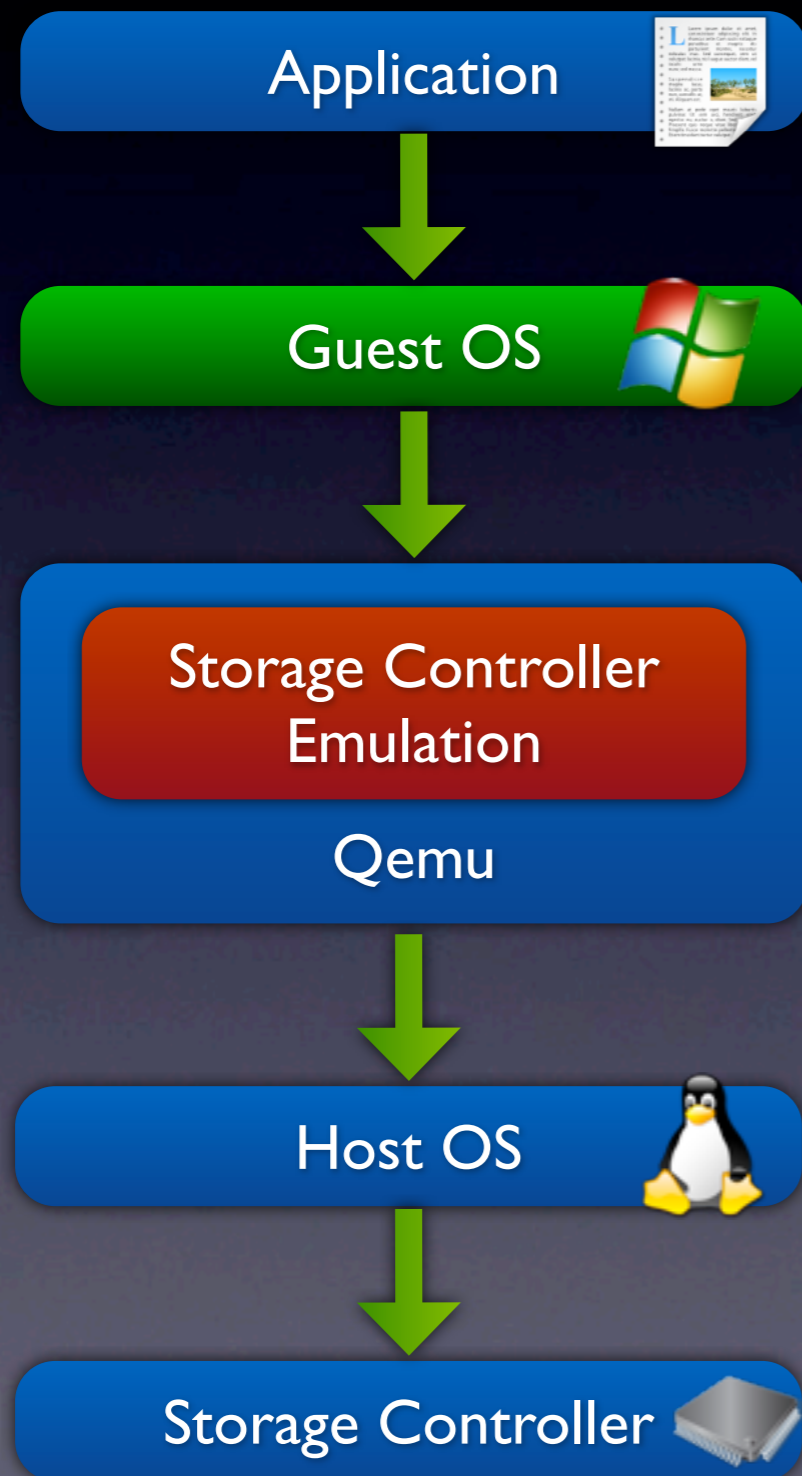 Application
Guest OS
Storage Controller
Emulation
Qemu
Host OS
Storage Controller